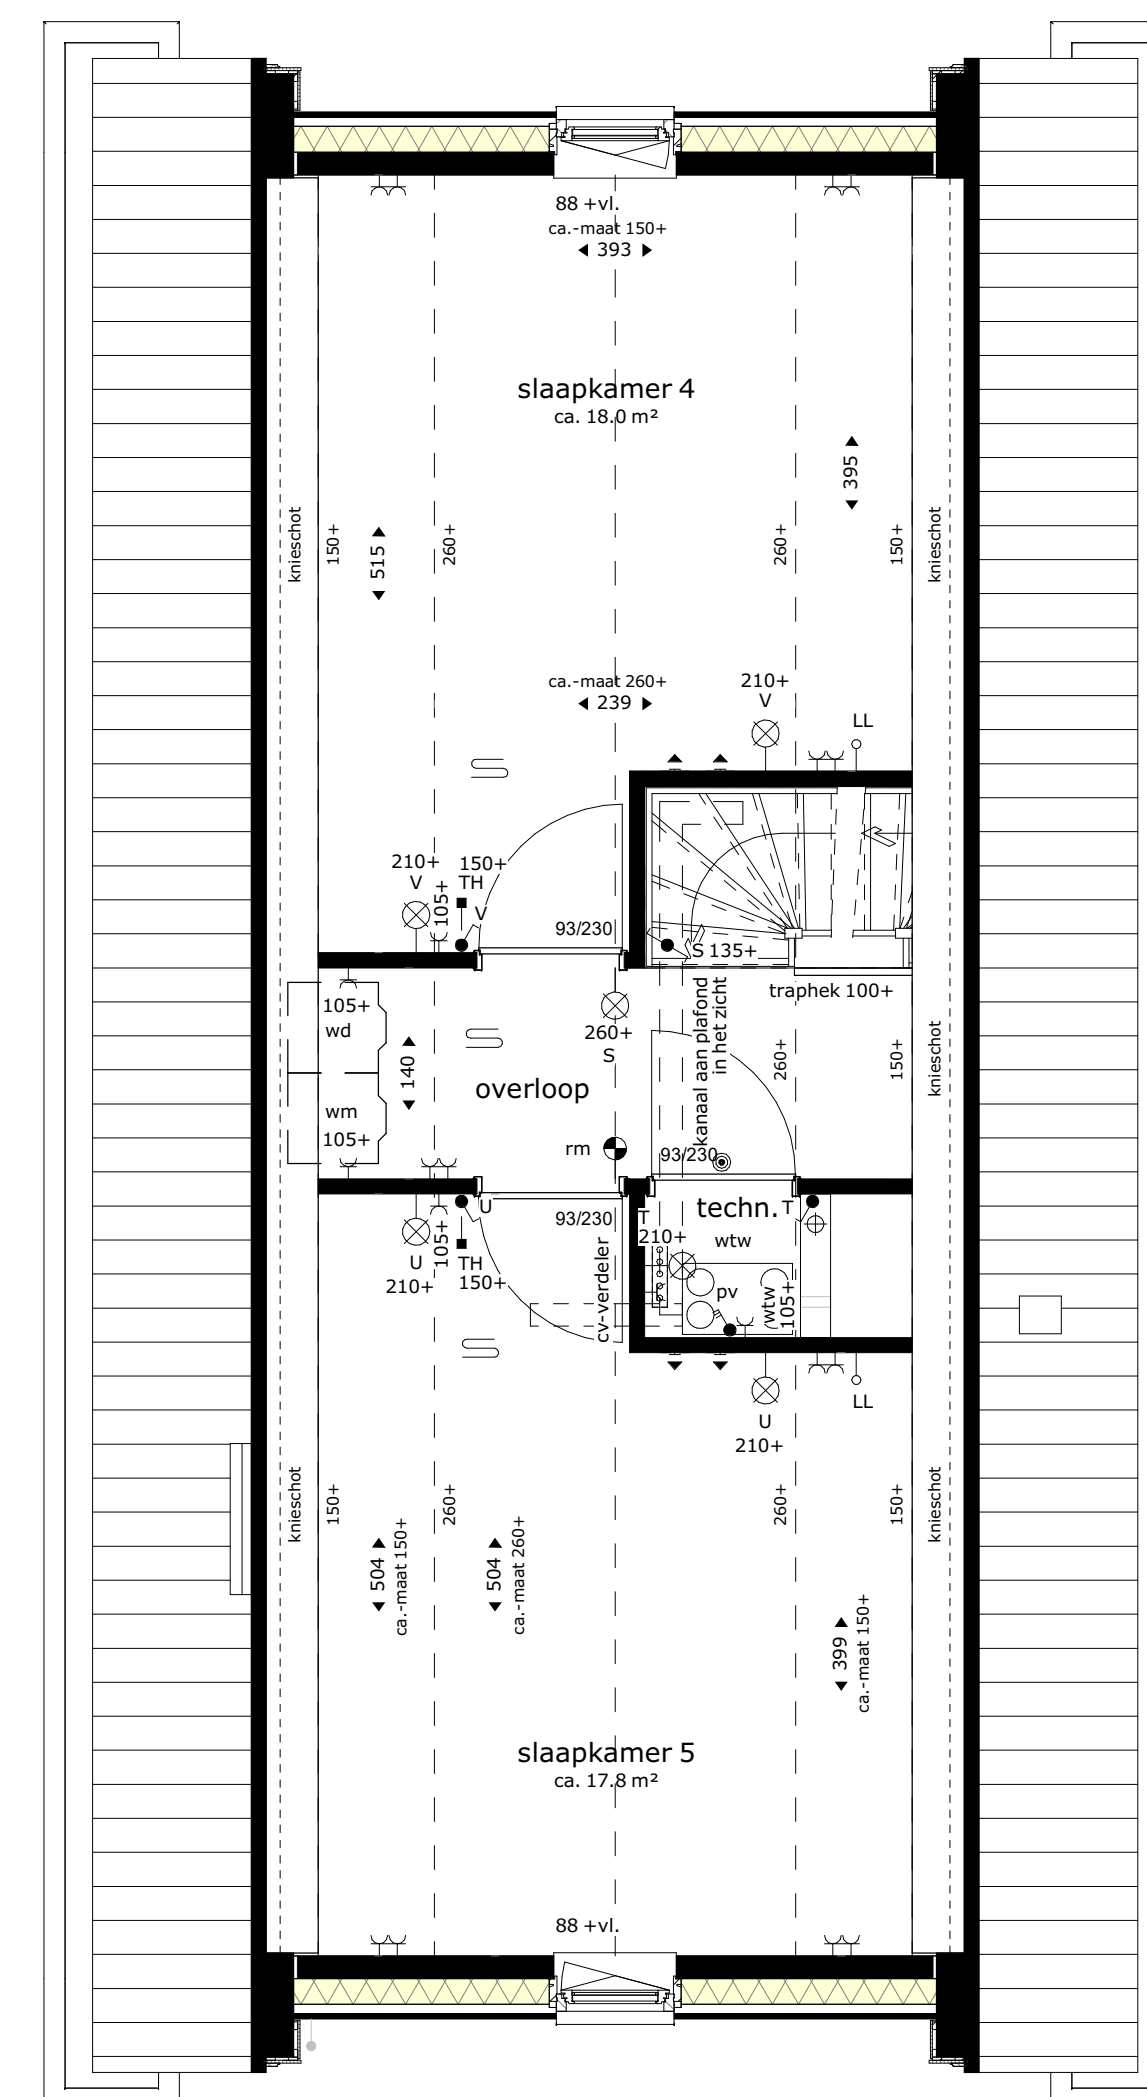 88 +vl.
ca.-maat 150+
393
slaapkamer 4
ca. 18.0 m²
395
knieschot
150+
515
260+
260+
150+
knieschot
ca.-maat 260+
239
210+
V
LL
210+
V
105+
150+
TH
V
93/230
S 135+
traphek 100+
105+
wd
140
260+
S
kanaal aan plafond
in het zicht
260+
150+
knieschot
overloop
wm
105+
rm
93/230
U
93/230
techn.
T
T
210+
wtw
U
210+
105+
TH
150+
cv-verdeler
pv
wtw
105+
U
210+
LL
knieschot
150+
260+
260+
150+
knieschot
504
ca.-maat 150+
504
ca.-maat 260+
399
ca.-maat 150+
slaapkamer 5
ca. 17.8 m²
88 +vl.